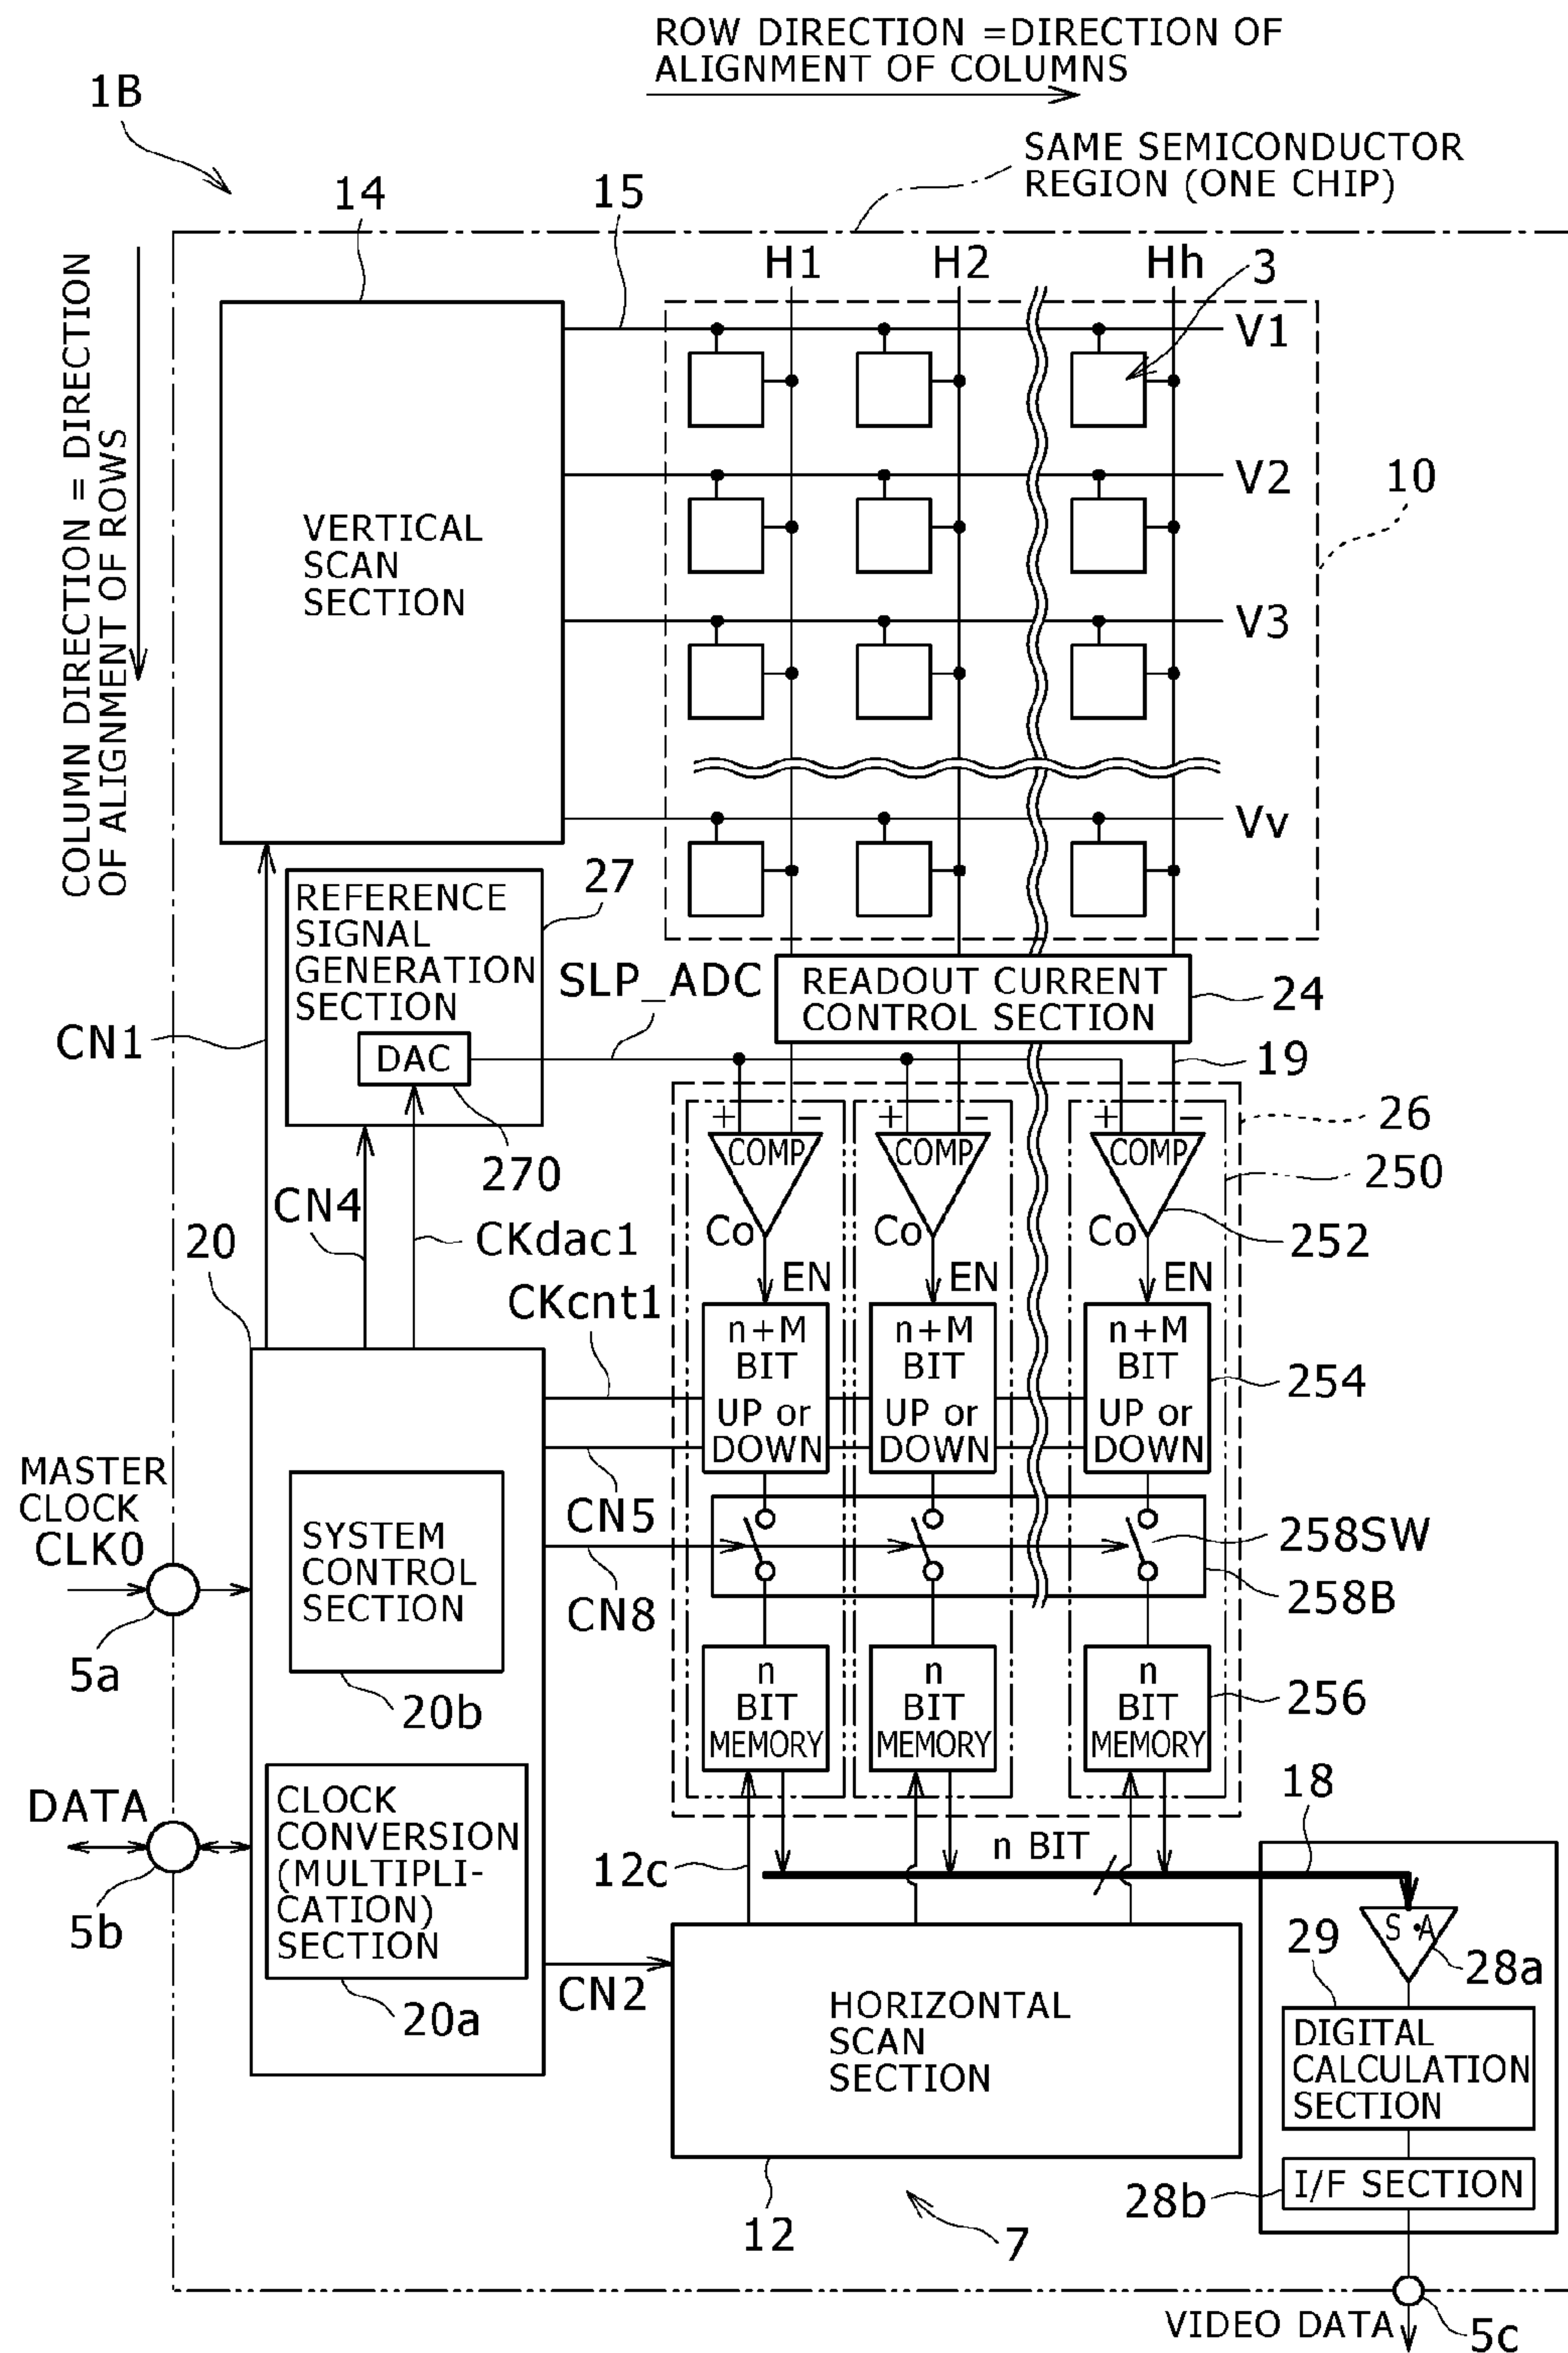 ROW DIRECTION =DIRECTION OF
ALIGNMENT OF COLUMNS
1B
SAME SEMICONDUCTOR
REGION (ONE CHIP)
14
15
H1
H2
Hh
3
V1
COLUMN DIRECTION = DIRECTION
OF ALIGNMENT OF ROWS
VERTICAL
SCAN
SECTION
V2
10
V3
Vv
REFERENCE
SIGNAL
GENERATION
SECTION
27
SLP_ADC
READOUT CURRENT
CONTROL SECTION
24
CN1
DAC
19
+
−
+
−
+
−
26
COMP
COMP
COMP
250
270
CN4
CKdac1
20
Co
Co
Co
252
EN
EN
EN
CKcnt1
n+M
BIT
UP or
DOWN
n+M
BIT
UP or
DOWN
n+M
BIT
UP or
DOWN
254
MASTER
CLOCK
CLK0
CN5
SYSTEM
CONTROL
SECTION
258SW
258B
CN8
5a
20b
n
BIT
MEMORY
n
BIT
MEMORY
n
BIT
MEMORY
256
DATA
CLOCK
CONVERSION
(MULTIPLI-
CATION)
SECTION
18
n BIT
12c
5b
S·A
28a
29
CN2
20a
HORIZONTAL
SCAN
SECTION
DIGITAL
CALCULATION
SECTION
I/F SECTION
28b
12
7
VIDEO DATA
5c